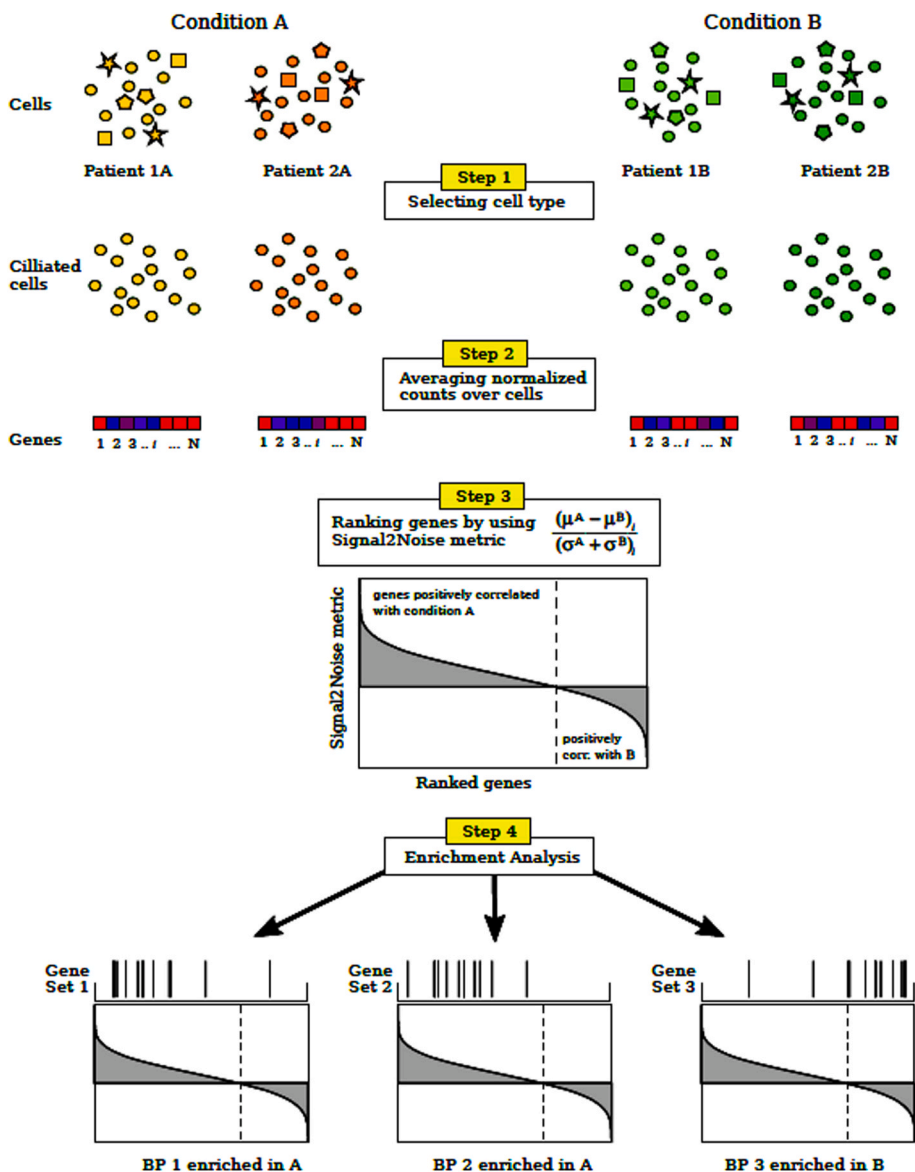 Condition A
Condition B
Cells
Patient 1A
Patient 2A
Patient 1B
Patient 2B
Step 1
Selecting cell type
Cilliated
cells
Step 2
Averaging normalized
counts over cells
Genes
1 2 3 .. i ... N
1 2 3 .. i ... N
1 2 3 .. i ... N
1 2 3 .. i ... N
Step 3
Ranking genes by using
Signal2Noise metric
(μᴬ − μᴮ)ᵢ
(σᴬ + σᴮ)ᵢ
Signal2Noise metric
genes positively correlated
with condition A
positively
corr. with B
Ranked genes
Step 4
Enrichment Analysis
Gene
Set 1
Gene
Set 2
Gene
Set 3
BP 1 enriched in A
BP 2 enriched in A
BP 3 enriched in B